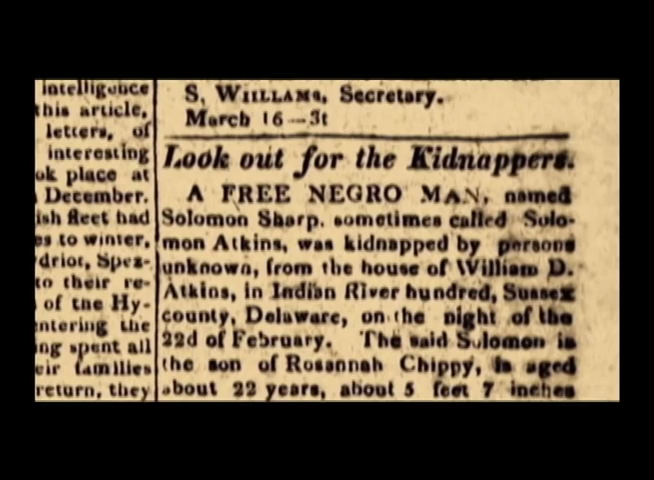 intelligence
this article,
letters, of
interesting
ok place at
December.
ish fleet had
es to winter,
driot, Spez-
to their re-
of the Hy-
ntering the
ng spent all
eir families
return, they
S. WIILLAMS, Secretary.
March 16—3t
Look out for the Kidnappers.
A FREE NEGRO MAN, named
Solomon Sharp, sometimes called Solo-
mon Atkins, was kidnapped by persons
unknown, from the house of William D.
Atkins, in Indian River hundred, Sussex
county, Delaware, on the night of the
22d of February. The said Solomon is
the son of Rosannah Chippy, is aged
about 22 years, about 5 feet 7 inches